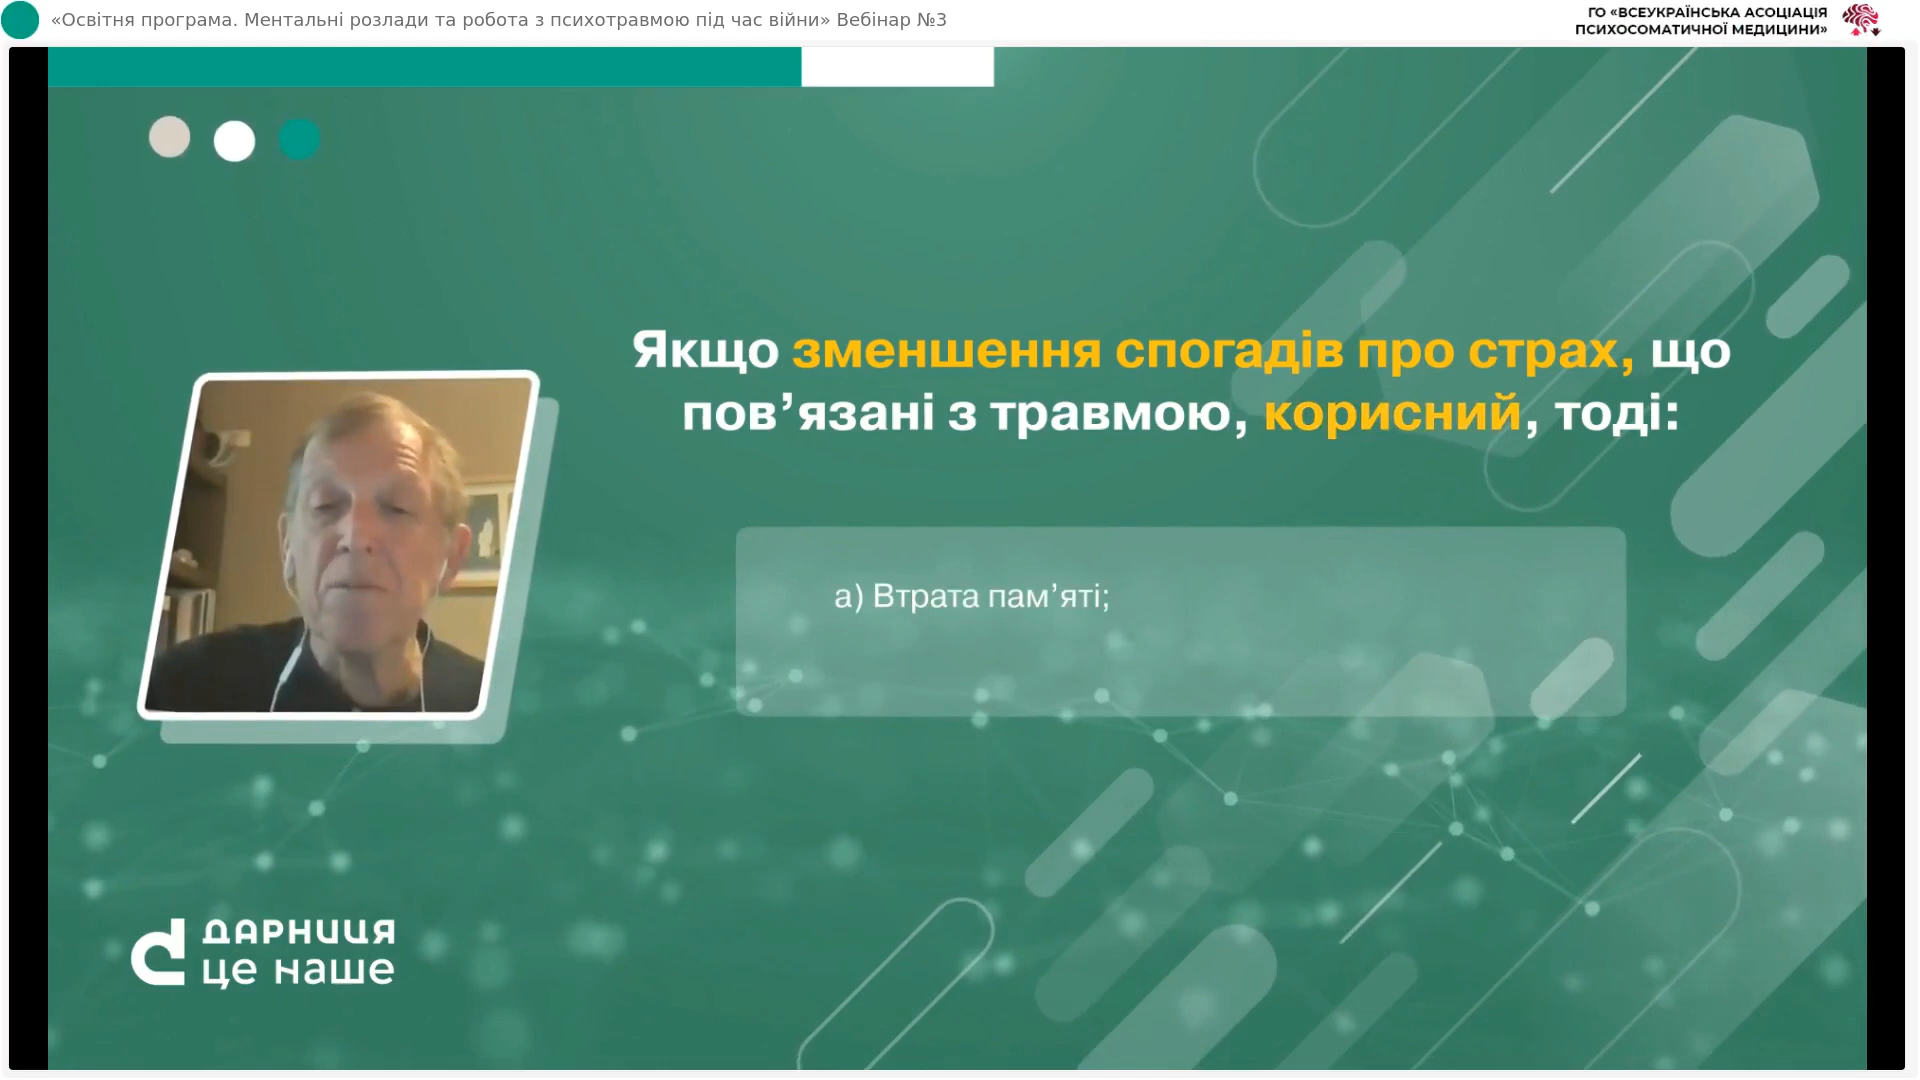 «Освітня програма. Ментальні розлади та робота з психотравмою під час війни» Вебінар №3
ГО «ВСЕУКРАЇНСЬКА АСОЦІАЦІЯ
ПСИХОСОМАТИЧНОЇ МЕДИЦИНИ»
Якщо зменшення спогадів про страх, що
пов’язані з травмою, корисний, тоді:
а) Втрата пам’яті;
ДАРНИЦЯ
це наше